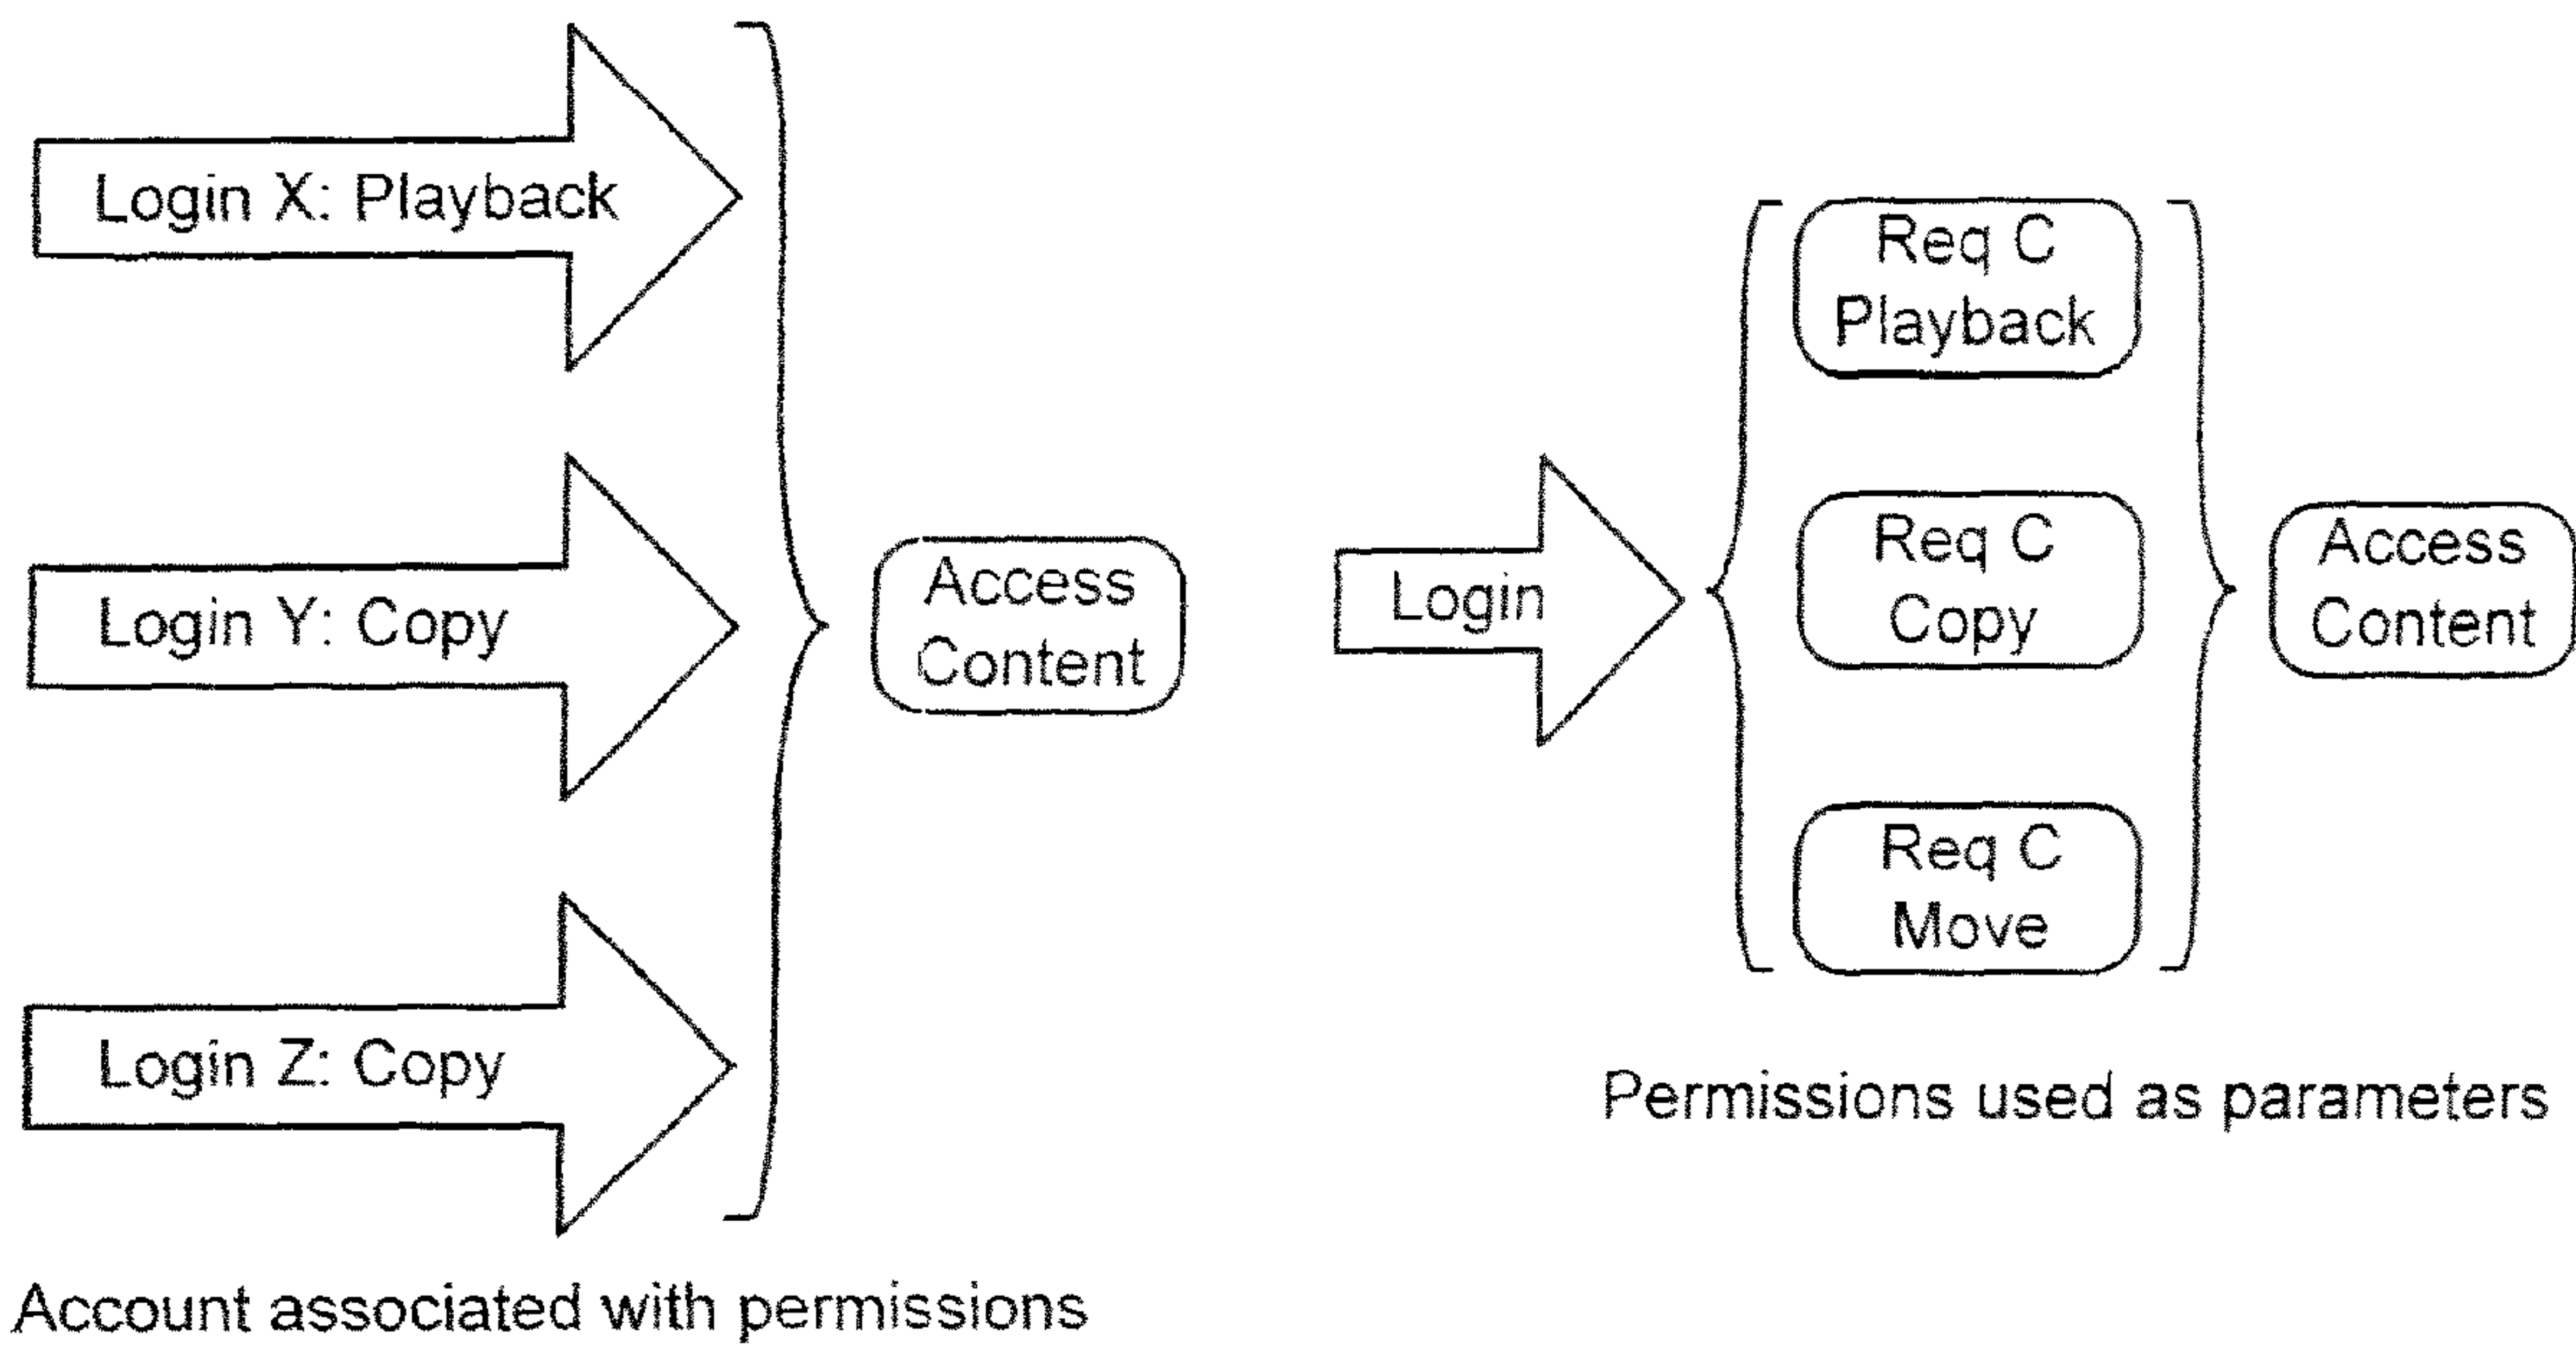 Login X: Playback
Login Y: Copy
Login Z: Copy
Access
Content
Account associated with permissions
Login
Req C
Playback
Req C
Copy
Req C
Move
Access
Content
Permissions used as parameters